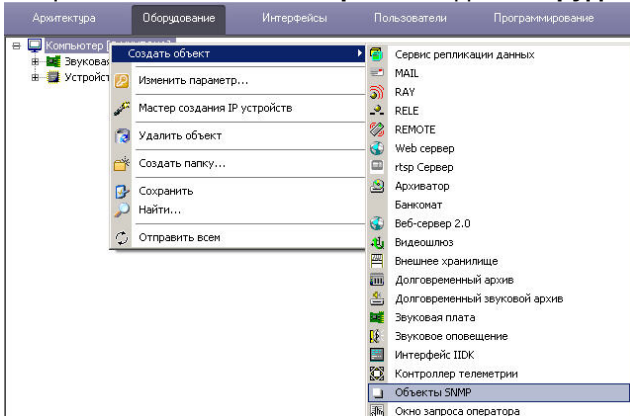 Архитектура Оборудование Интерфейсы Пользователи Программирование
Компьютер
Звуковая
Устройст
Создать объект
Изменить параметр...
Мастер создания IP устройств
Удалить объект
Создать папку...
Сохранить
Найти...
Отправить всем
Сервис репликации данных
MAIL
RAY
RELE
REMOTE
Web сервер
rtsp Сервер
Архиватор
Банкомат
Веб-сервер 2.0
Видеошлюз
Внешнее хранилище
Долговременный архив
Долговременный звуковой архив
Звуковая плата
Звуковое оповещение
Интерфейс IIDK
Контроллер телеметрии
Объекты SNMP
Окно запроса оператора